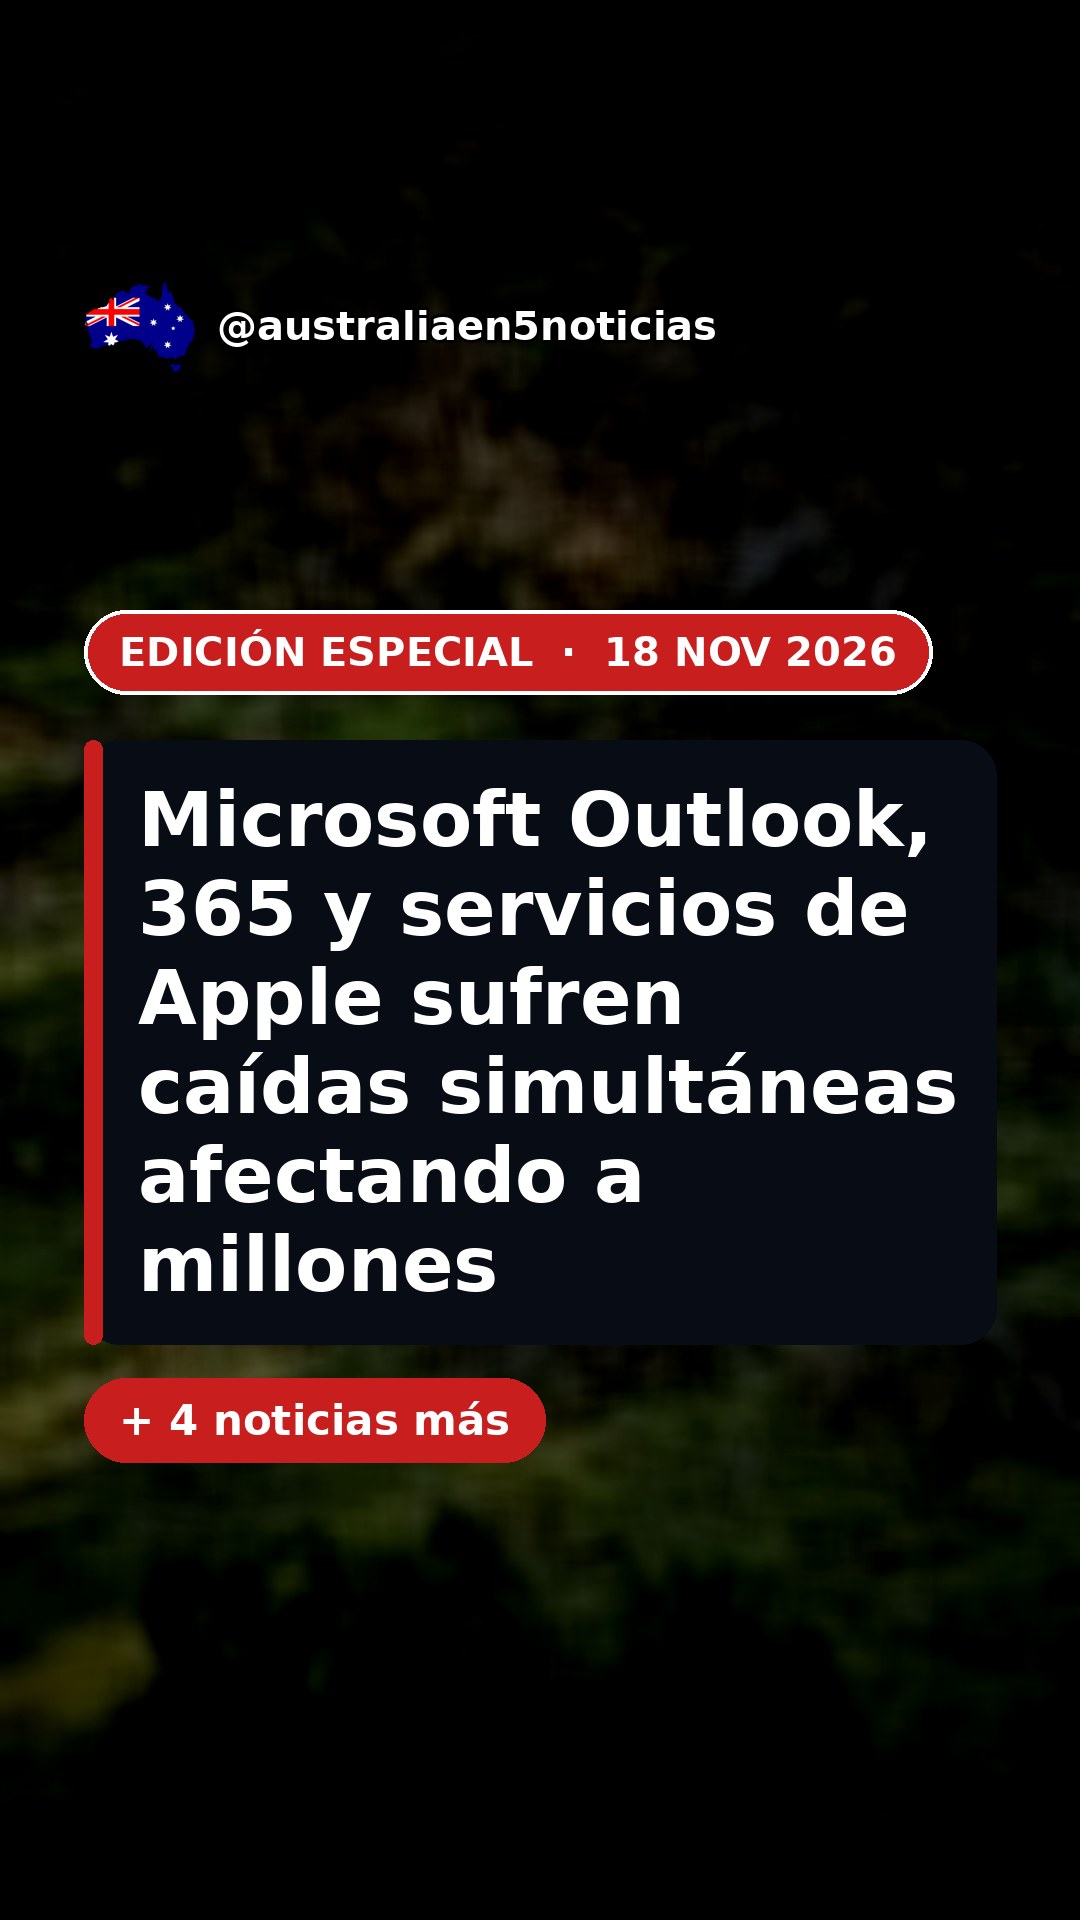 @australiaen5noticias
EDICIÓN ESPECIAL · 18 NOV 2026
Microsoft Outlook,
365 y servicios de
Apple sufren
caídas simultáneas
afectando a
millones
+ 4 noticias más